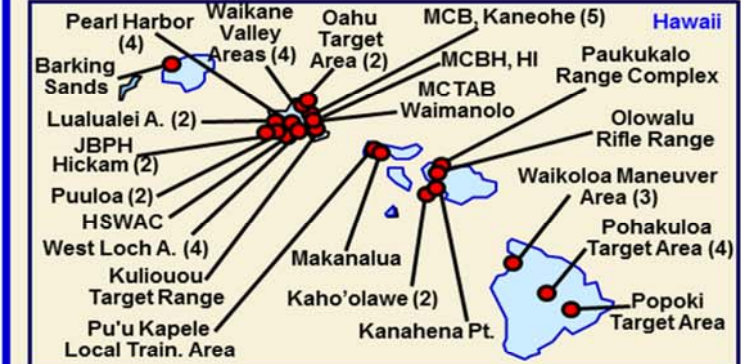 Hawaii
Pearl Harbor
(4)
Waikane
Valley
Areas (4)
Oahu
Target
Area (2)
MCB, Kaneohe (5)
MCBH, HI
MCTAB
Waimanolo
Paukukalo
Range Complex
Olowalu
Rifle Range
Barking
Sands
Lualualei A. (2)
JBPH
Hickam (2)
Puuloa (2)
HSWAC
West Loch A. (4)
Kuliouou
Target Range
Pu'u Kapele
Local Train. Area
Makanalua
Kaho'olawe (2)
Kanahena Pt.
Waikoloa Maneuver
Area (3)
Pohakuloa
Target Area (4)
Popoki
Target Area